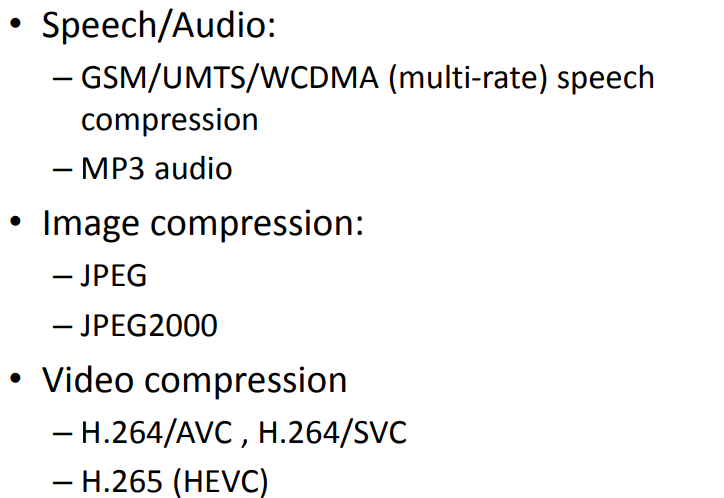 • Speech/Audio:
– GSM/UMTS/WCDMA (multi-rate) speech
compression
– MP3 audio
• Image compression:
– JPEG
– JPEG2000
• Video compression
– H.264/AVC , H.264/SVC
– H.265 (HEVC)